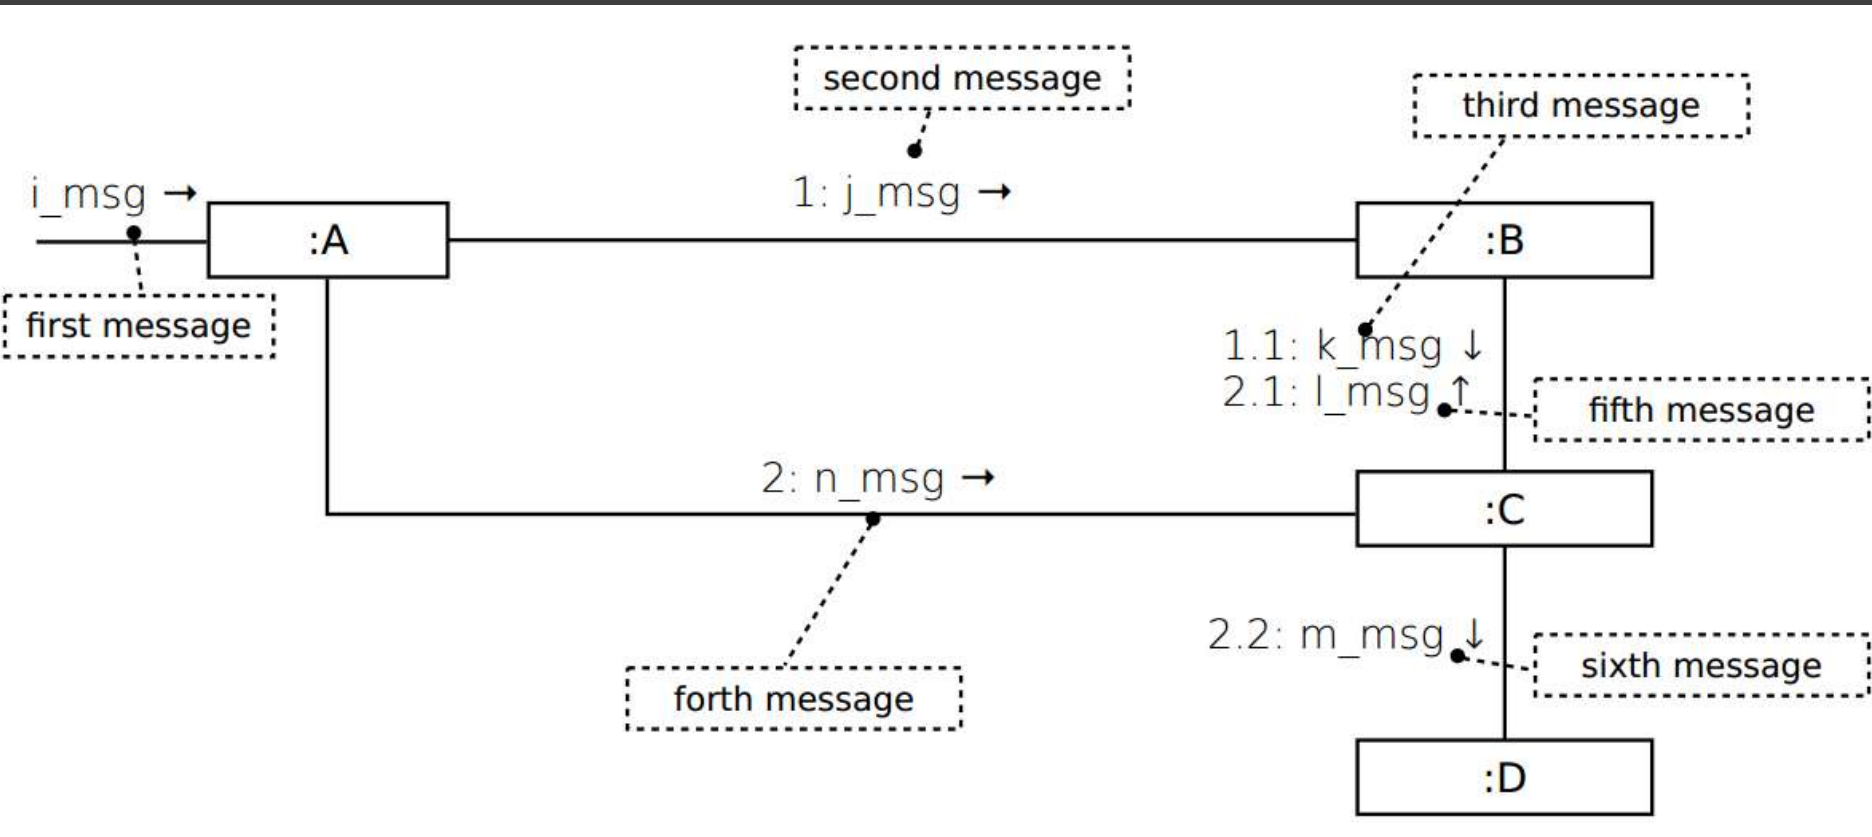 second message
third message
i_msg →
1: j_msg →
:A
:B
first message
1.1: k_msg ↓
2.1: l_msg ↑
fifth message
2: n_msg →
:C
2.2: m_msg ↓
sixth message
forth message
:D